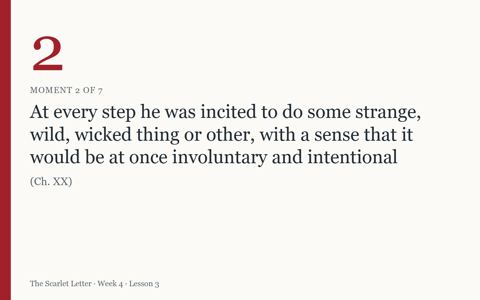 2
MOMENT 2 OF 7
At every step he was incited to do some strange,
wild, wicked thing or other, with a sense that it
would be at once involuntary and intentional
(Ch. XX)
The Scarlet Letter · Week 4 · Lesson 3